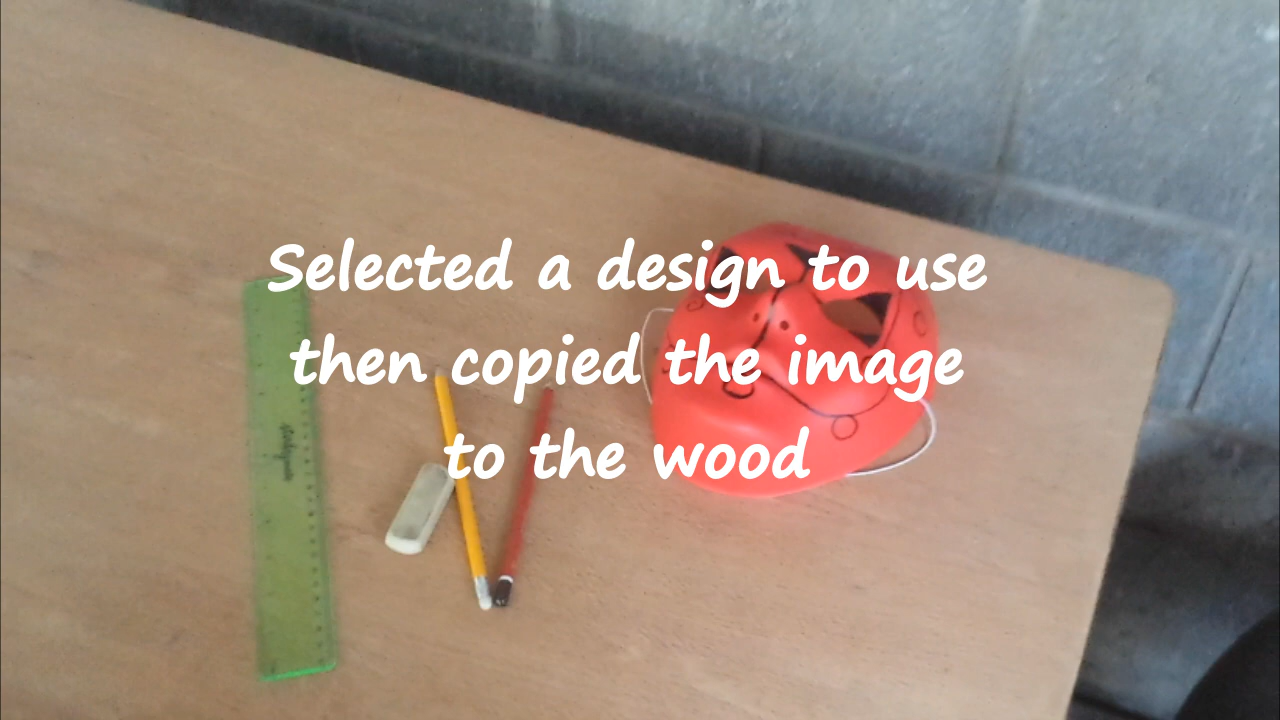 Selected a design to use
then copied the image
to the wood